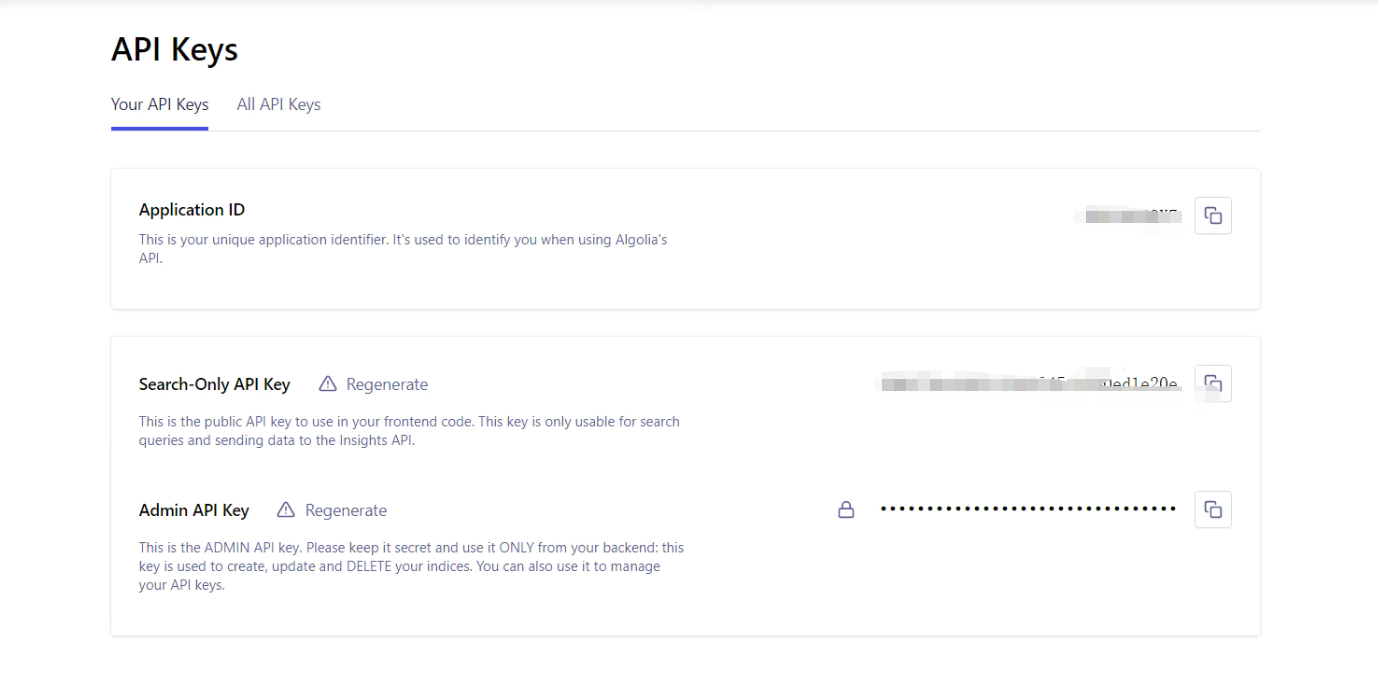 API Keys
Your API Keys All API Keys
Application ID
This is your unique application identifier. It's used to identify you when using Algolia's
API.
Search-Only API Key Regenerate
This is the public API key to use in your frontend code. This key is only usable for search
queries and sending data to the Insights API.
Admin API Key Regenerate
••••••••••••••••••••••••••••••••
This is the ADMIN API key. Please keep it secret and use it ONLY from your backend: this
key is used to create, update and DELETE your indices. You can also use it to manage
your API keys.